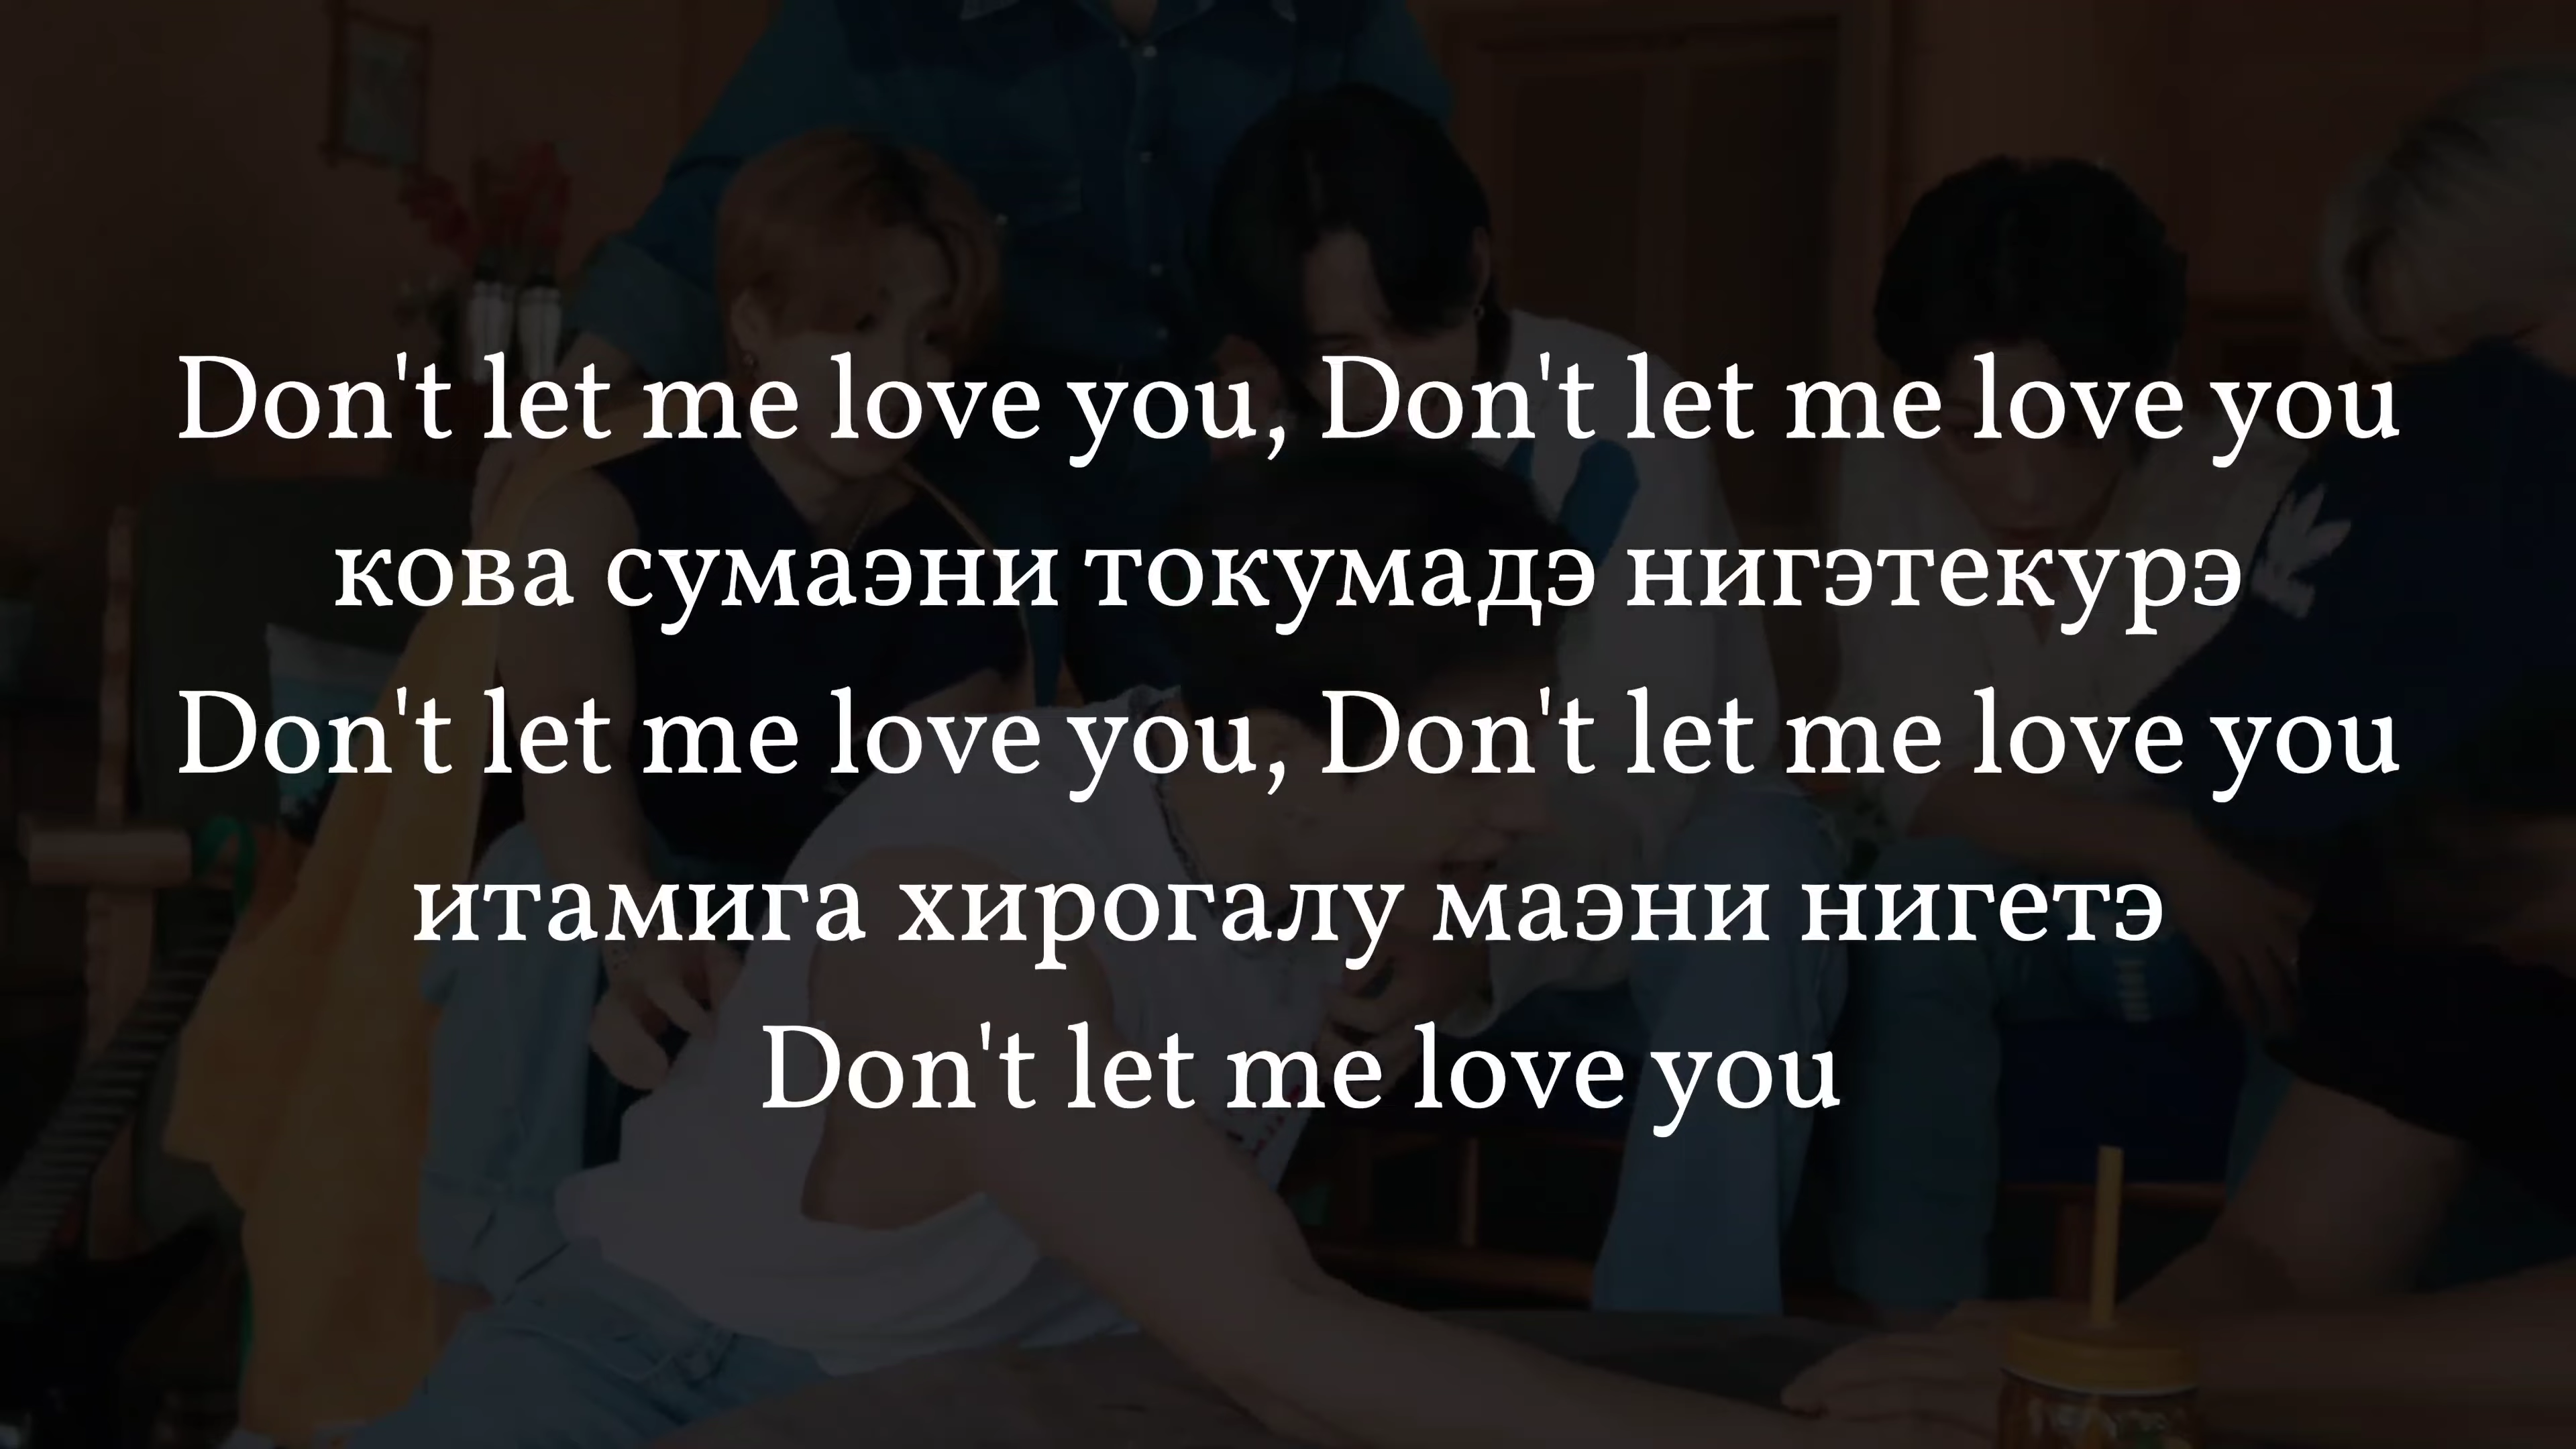 Don't let me love you, Don't let me love you
кова сумаэни токумадэ нигэтекурэ
Don't let me love you, Don't let me love you
итамига хирогалу маэни нигетэ
Don't let me love you